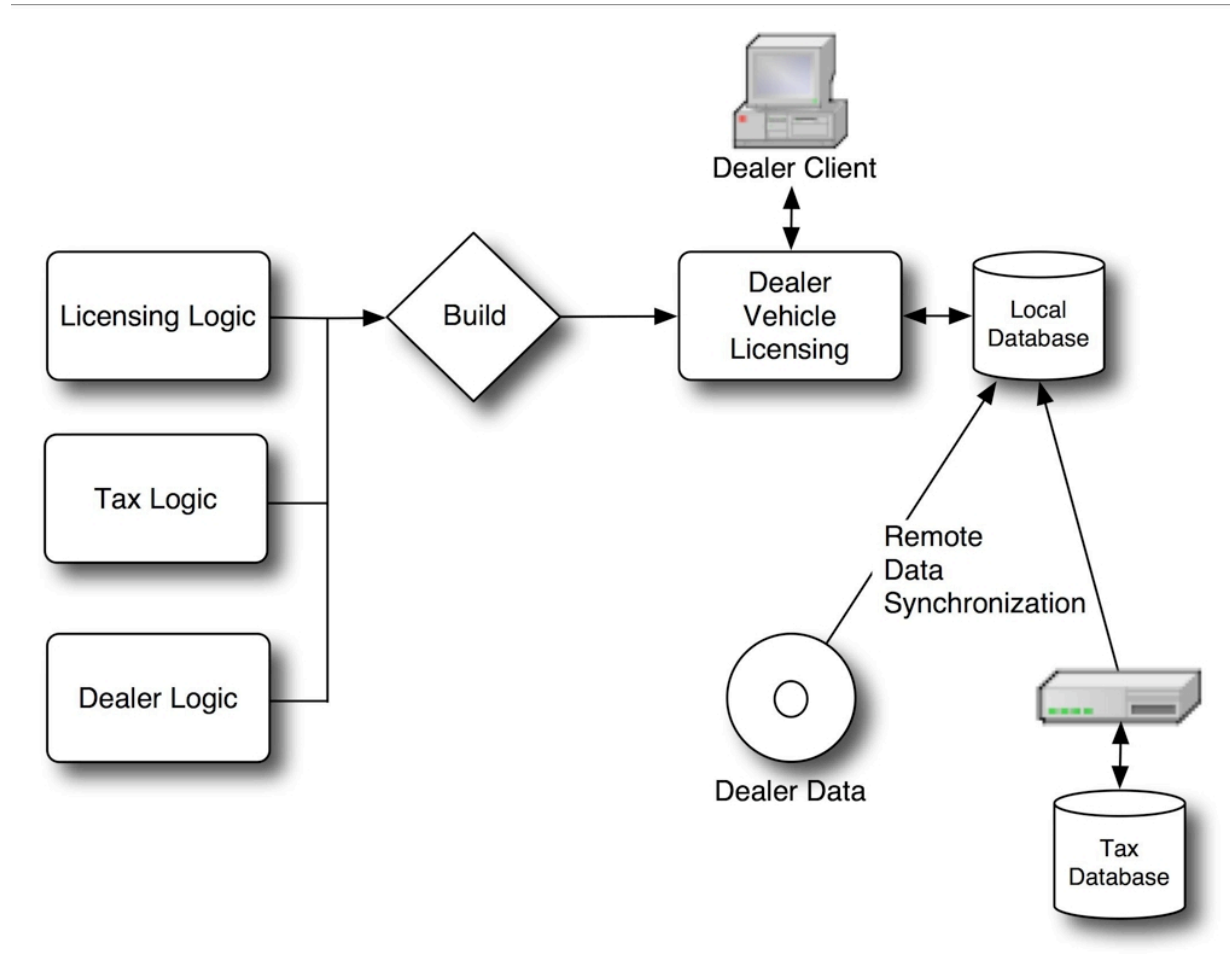 Dealer Client
Licensing Logic
Build
Dealer
Vehicle
Licensing
Local
Database
Tax Logic
Remote
Data
Synchronization
Dealer Logic
Dealer Data
Tax
Database